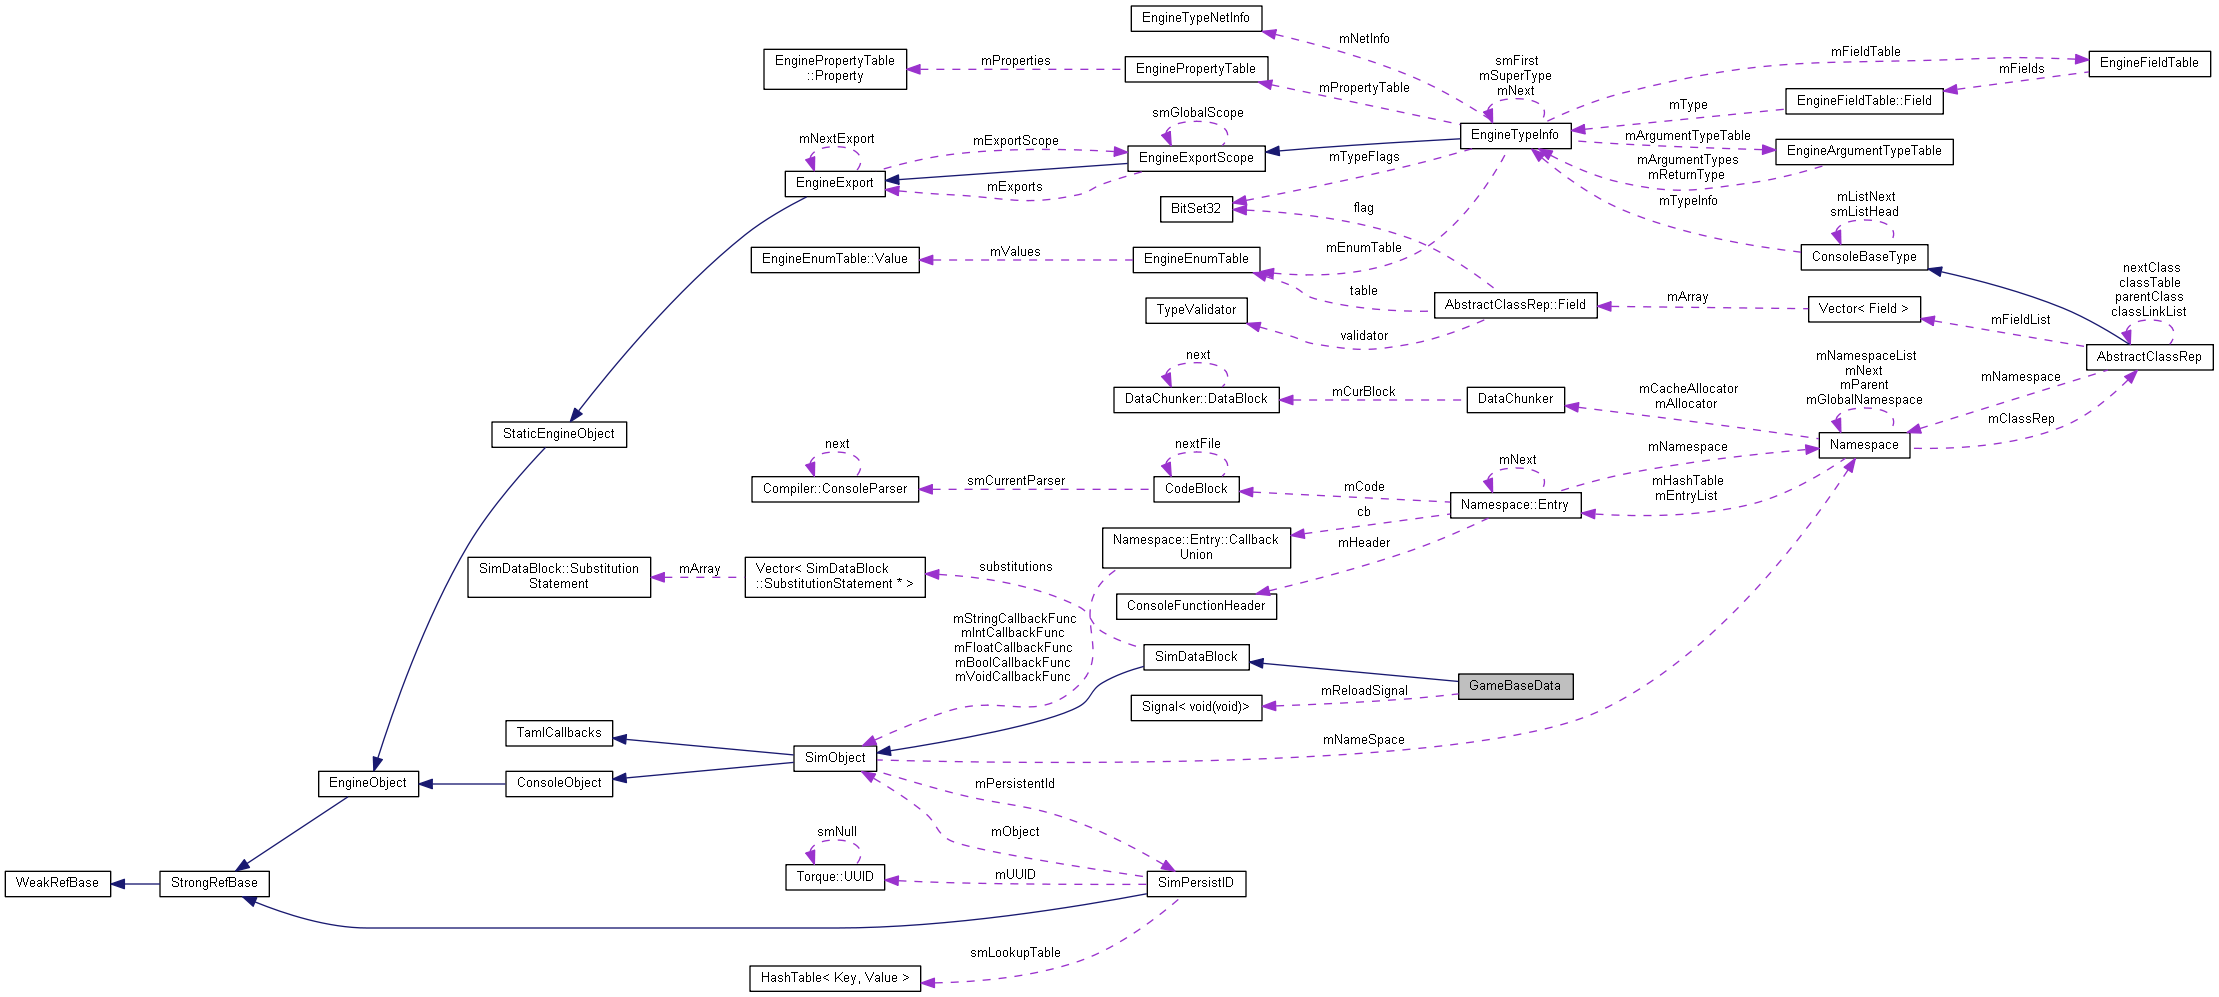 EngineTypeNetInfo
mNetInfo
EnginePropertyTable
::Property
mProperties
EnginePropertyTable
mPropertyTable
smFirst
mSuperType
mNext
mFieldTable
EngineFieldTable
mFields
EngineFieldTable::Field
mType
EngineTypeInfo
smGlobalScope
mNextExport
mExportScope
EngineExportScope
mTypeFlags
mArgumentTypeTable
EngineArgumentTypeTable
mArgumentTypes
mReturnType
EngineExport
mExports
mTypeInfo
BitSet32
flag
mListNext
smListHead
EngineEnumTable::Value
mValues
EngineEnumTable
mEnumTable
ConsoleBaseType
table
nextClass
classTable
parentClass
classLinkList
TypeValidator
validator
AbstractClassRep::Field
mArray
Vector< Field >
mFieldList
AbstractClassRep
next
DataChunker::DataBlock
mCurBlock
DataChunker
mCacheAllocator
mAllocator
mNamespaceList
mNext
mParent
mGlobalNamespace
mNamespace
mClassRep
StaticEngineObject
next
nextFile
mNext
mNamespace
Namespace
Compiler::ConsoleParser
smCurrentParser
CodeBlock
mCode
mHashTable
mEntryList
Namespace::Entry
cb
Namespace::Entry::Callback
Union
mHeader
SimDataBlock::Substitution
Statement
mArray
Vector< SimDataBlock
::SubstitutionStatement * >
substitutions
ConsoleFunctionHeader
mStringCallbackFunc
mIntCallbackFunc
mFloatCallbackFunc
mBoolCallbackFunc
mVoidCallbackFunc
SimDataBlock
GameBaseData
mReloadSignal
Signal< void(void)>
TamlCallbacks
mNameSpace
SimObject
EngineObject
ConsoleObject
mPersistentId
smNull
mObject
WeakRefBase
StrongRefBase
Torque::UUID
mUUID
SimPersistID
smLookupTable
HashTable< Key, Value >